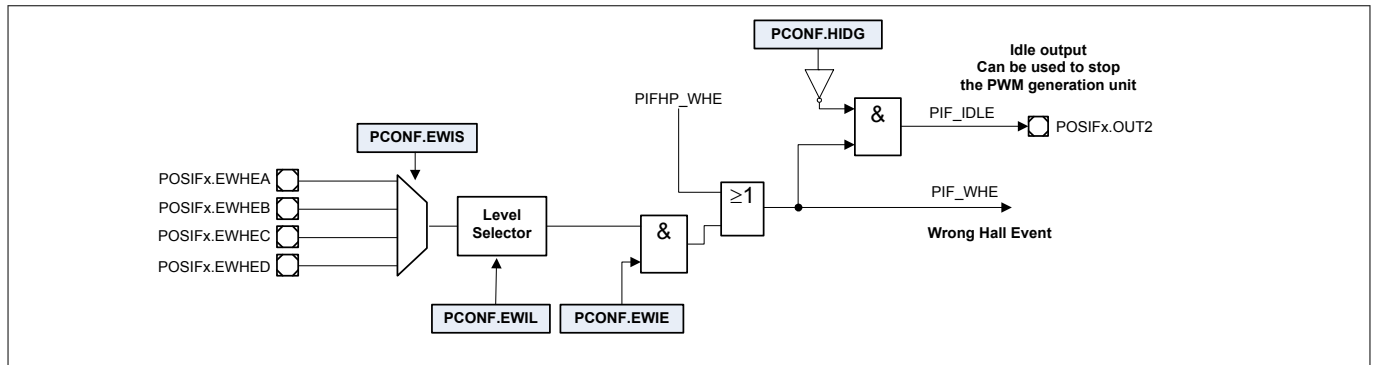 PCONF.HIDG
Idle output
Can be used to stop
the PWM generation unit
PIFHP_WHE
&
PIF_IDLE
POSIFx.OUT2
PCONF.EWIS
POSIFx.EWHEA
POSIFx.EWHEB
POSIFx.EWHEC
POSIFx.EWHED
Level
Selector
&
≥1
PIF_WHE
Wrong Hall Event
PCONF.EWIL
PCONF.EWIE